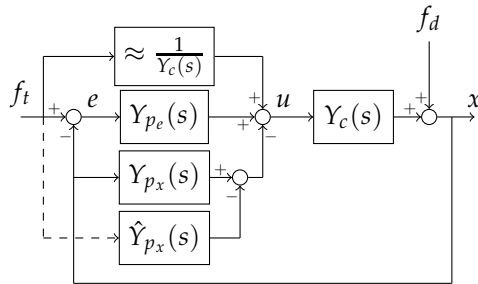 f_d
≈ 1/Y_c(s)
f_t + e Y_{p_e}(s) + + u Y_c(s) + + x
− −
Y_{p_x}(s) +
−
Ŷ_{p_x}(s)